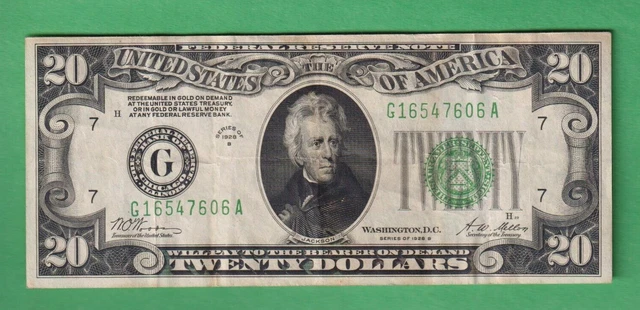 FEDERAL RESERVE NOTE
20 UNITED STATES THE OF AMERICA 20
REDEEMABLE IN GOLD ON DEMAND
AT THE UNITED STATES TREASURY,
OR IN GOLD OR LAWFUL MONEY
AT ANY FEDERAL RESERVE BANK.
H
7
SERIES OF
1928
B
G16547606A
G
7
7
7
G16547606A
Treasurer of the United States.
JACKSON
WASHINGTON, D.C.
SERIES OF 1928 B
H
A.W. Mellon
Secretary of the Treasury.
WILL PAY TO THE BEARER ON DEMAND
20 TWENTY DOLLARS 20